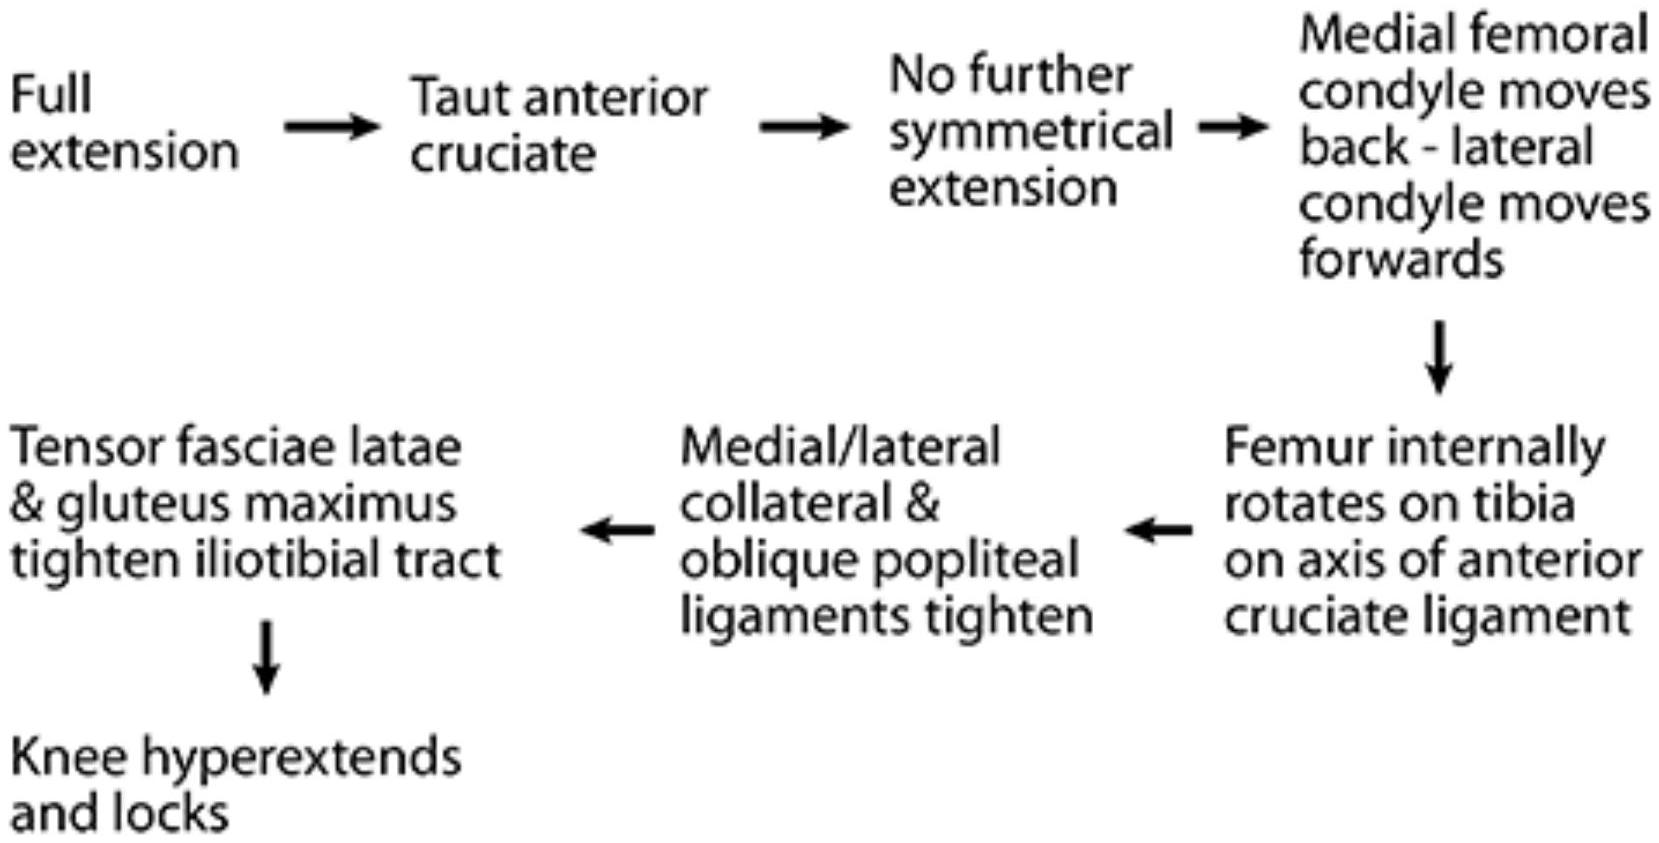 Full
extension
Taut anterior
cruciate
No further
symmetrical
extension
Medial femoral
condyle moves
back - lateral
condyle moves
forwards
Femur internally
rotates on tibia
on axis of anterior
cruciate ligament
Medial/lateral
collateral &
oblique popliteal
ligaments tighten
Tensor fasciae latae
& gluteus maximus
tighten iliotibial tract
Knee hyperextends
and locks